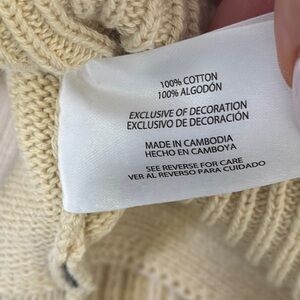 100% COTTON
100% ALGODÓN
EXCLUSIVE OF DECORATION
EXCLUSIVO DE DECORACIÓN
MADE IN CAMBODIA
HECHO EN CAMBOYA
SEE REVERSE FOR CARE
VER AL REVERSO PARA CUIDADO